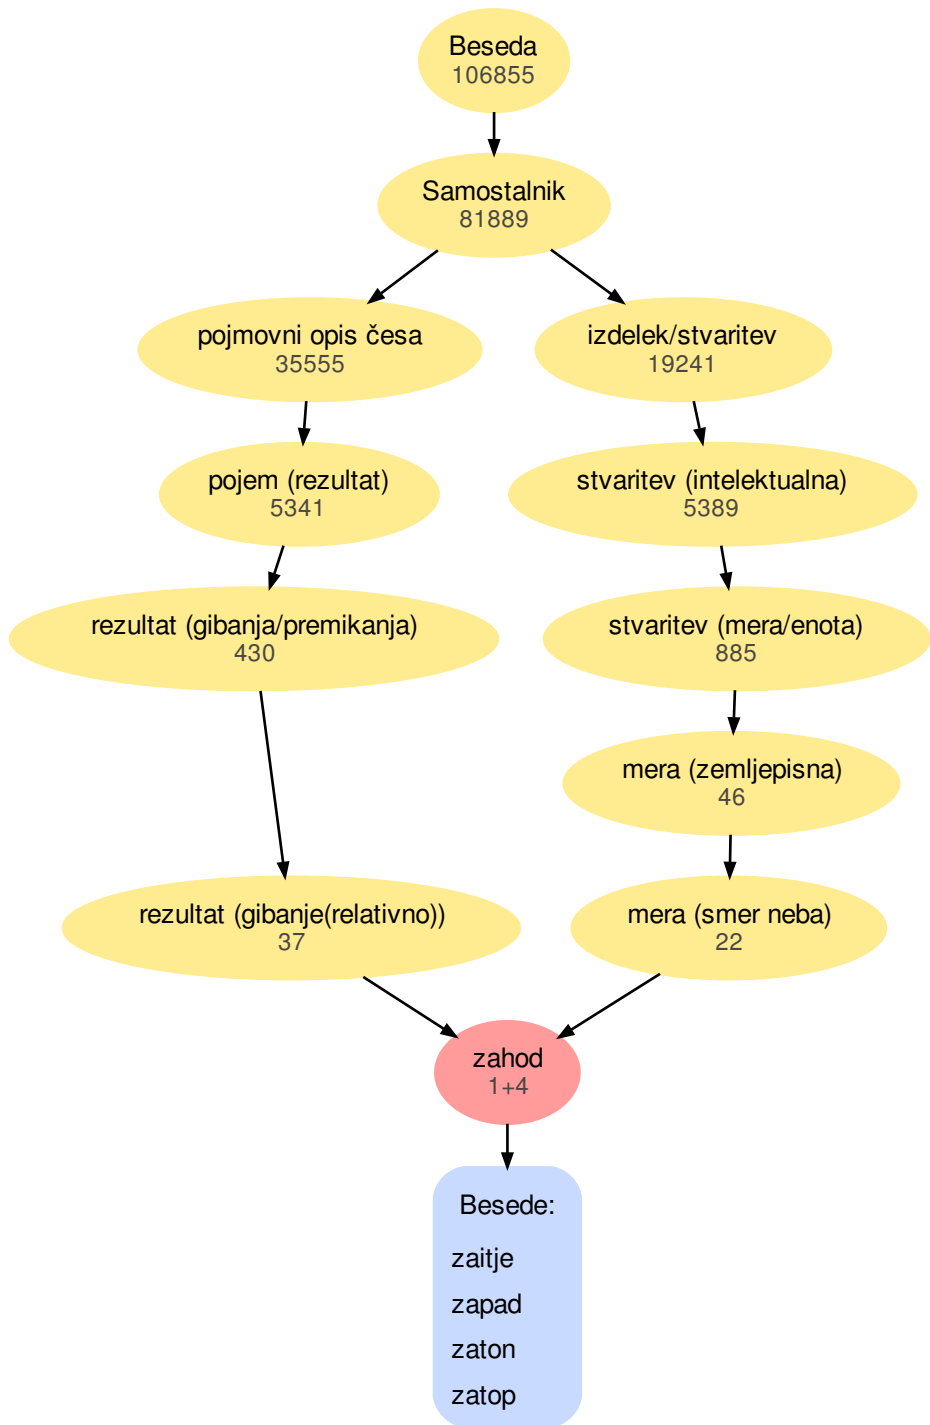 Beseda
106855
Samostalnik
81889
pojmovni opis česa
35555
izdelek/stvaritev
19241
pojem (rezultat)
5341
stvaritev (intelektualna)
5389
rezultat (gibanja/premikanja)
430
stvaritev (mera/enota)
885
mera (zemljepisna)
46
rezultat (gibanje(relativno))
37
mera (smer neba)
22
zahod
1+4
Besede:
zaitje
zapad
zaton
zatop